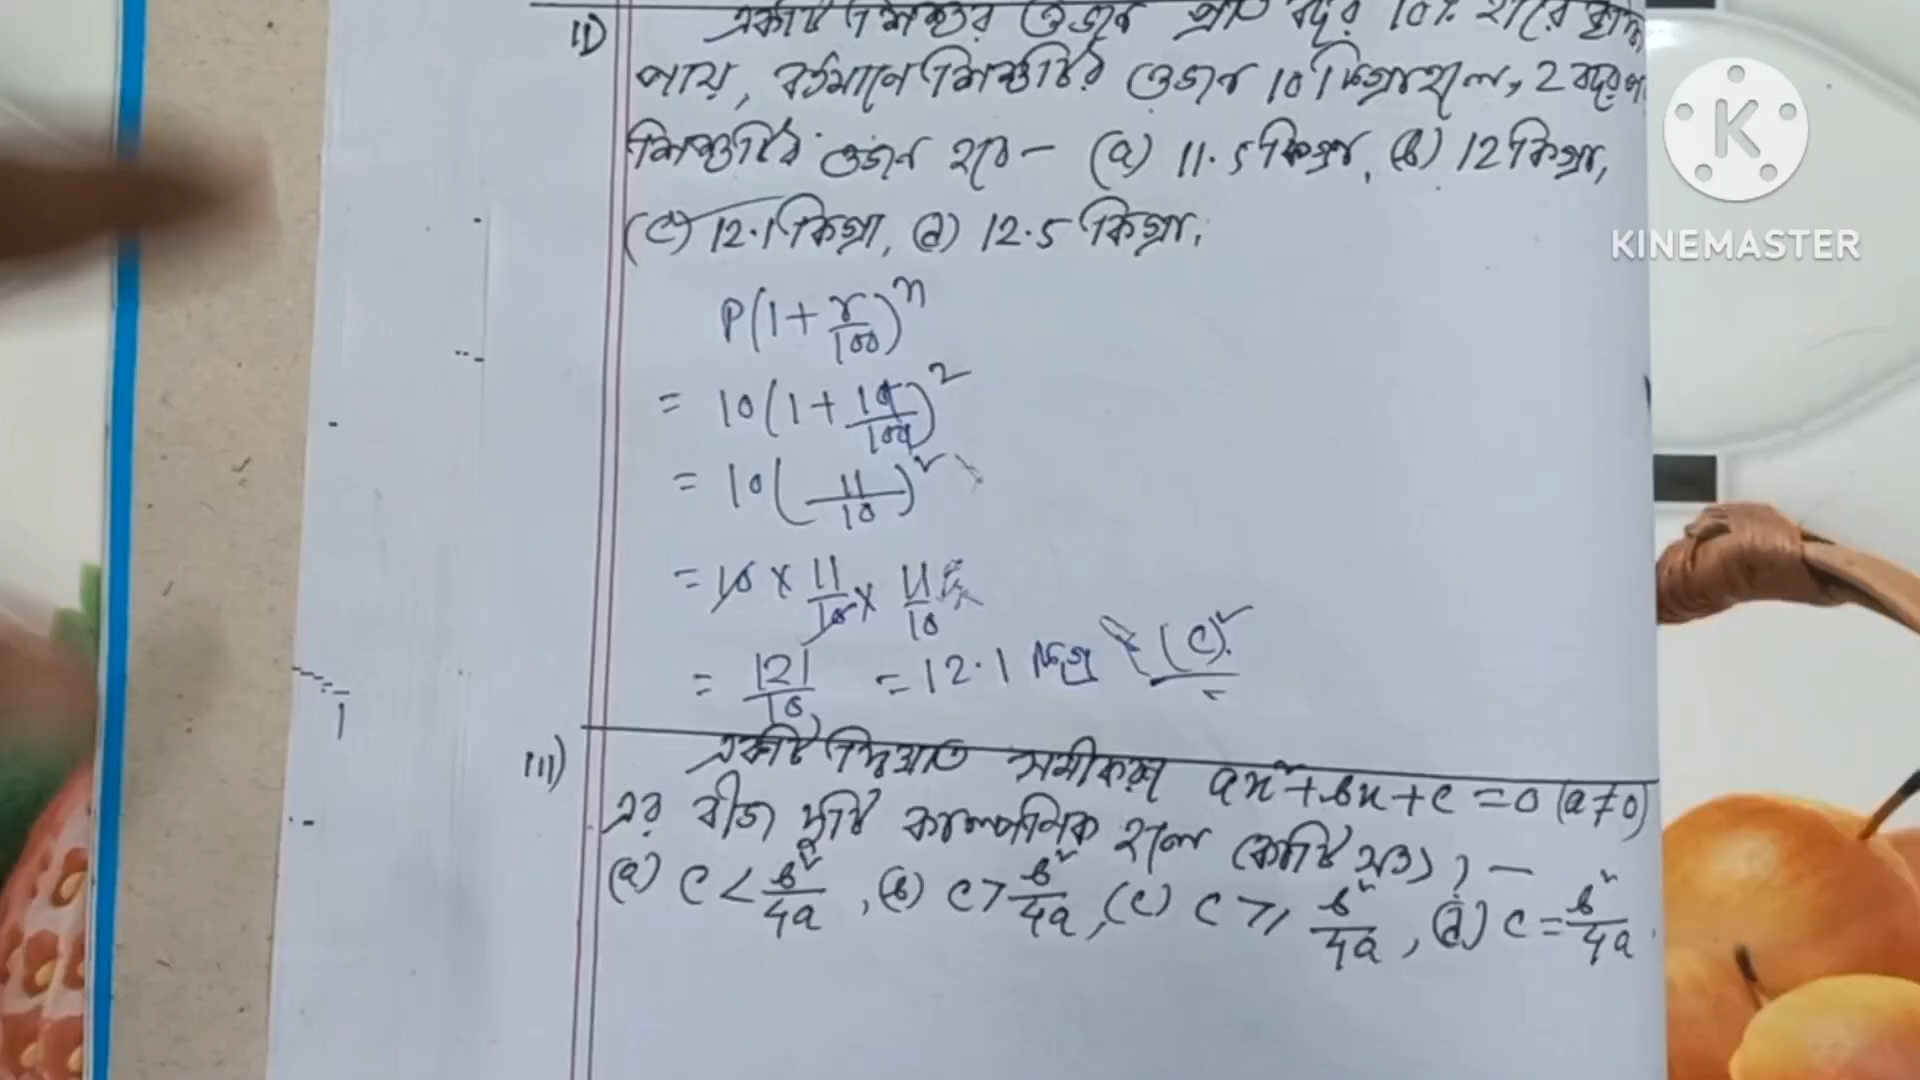 ii) একটি শিশুর ওজন প্রতি বছর 10% হারে বৃদ্ধি
পায়, বর্তমানে শিশুটির ওজন 10 কিগ্রা হলে, 2 বছর
শিশুটির ওজন হবে – (a) 11.5 কিগ্রা, (b) 12 কিগ্রা,
(c) 12.1 কিগ্রা, (d) 12.5 কিগ্রা.
P(1+r/100)^n
= 10(1+10/100)^2
= 10(11/10)^2
= 10 × 11/10 × 11/10
= 121/10 = 12.1 কিগ্রা (c)
iii) একটি দ্বিঘাত সমীকরণ ax²+bx+c=0 (a≠0)
এর বীজ দুটি কাল্পনিক হলে কোনটি সত্য ? –
(a) c < b²/4a, (b) c > b²/4a, (c) c ⩾ b²/4a, (d) c = b²/4a.
K
KINEMASTER